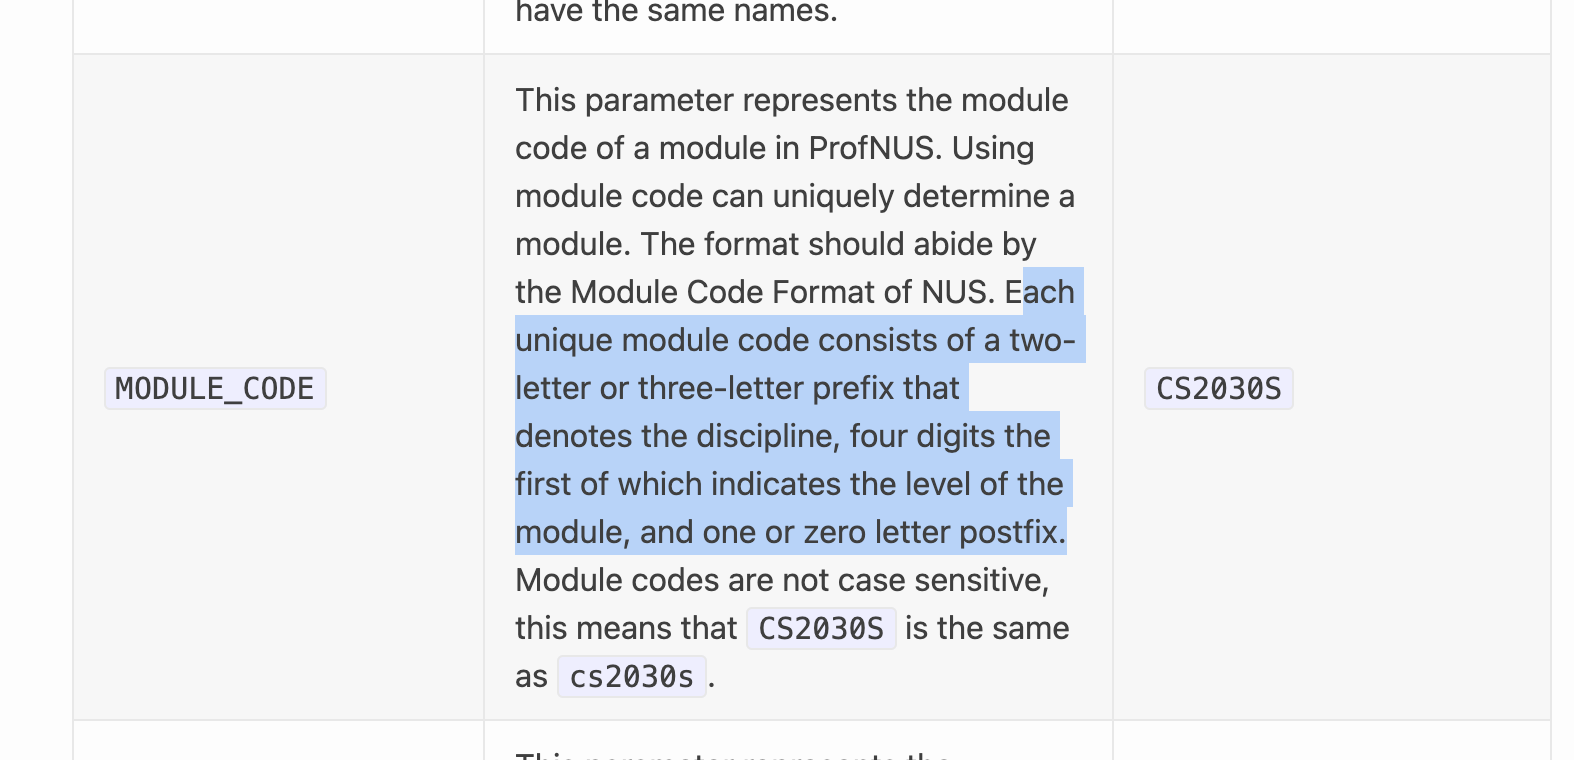 have the same names.
MODULE_CODE
This parameter represents the module
code of a module in ProfNUS. Using
module code can uniquely determine a
module. The format should abide by
the Module Code Format of NUS. Each
unique module code consists of a two-
letter or three-letter prefix that
denotes the discipline, four digits the
first of which indicates the level of the
module, and one or zero letter postfix.
Module codes are not case sensitive,
this means that CS2030S is the same
as cs2030s.
CS2030S
This parameter represents the